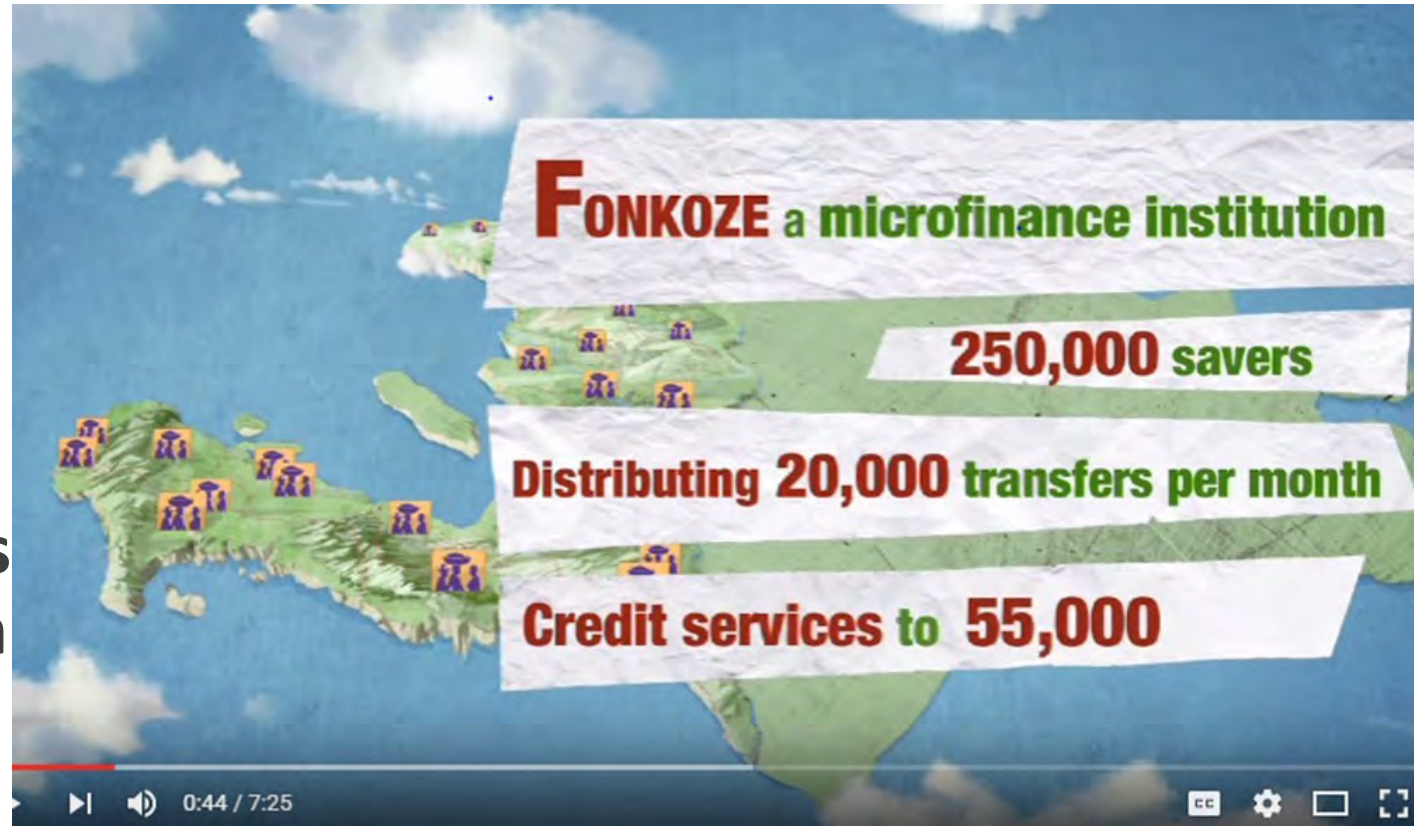 FONKOZE a microfinance institution
250,000 savers
Distributing 20,000 transfers per month
Credit services to 55,000
0:44 / 7:25
CC